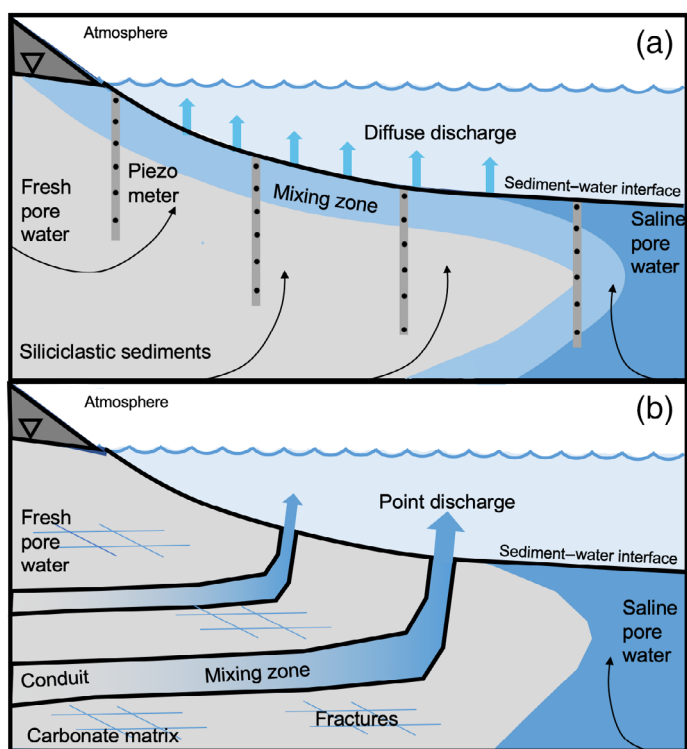 (a)
Atmosphere
Diffuse discharge
Piezo
meter
Sediment–water interface
Fresh
pore
water
Mixing zone
Saline
pore
water
Siliciclastic sediments
(b)
Atmosphere
Point discharge
Fresh
pore
water
Sediment–water interface
Saline
pore
water
Conduit
Mixing zone
Fractures
Carbonate matrix